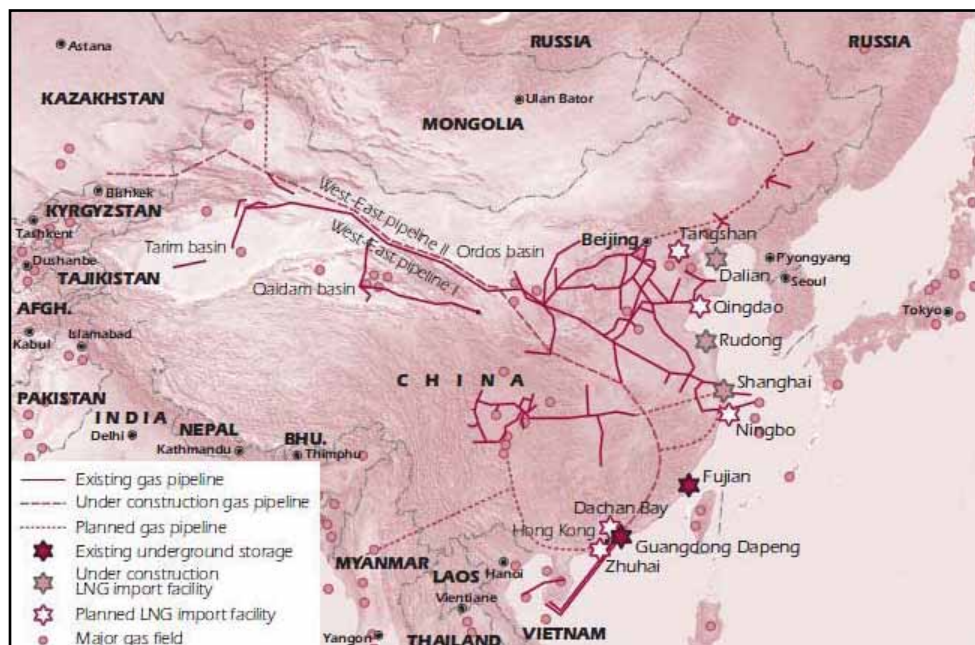 RUSSIA
RUSSIA
Astana
KAZAKHSTAN
Ulan Bator
MONGOLIA
Bishkek
KYRGYZSTAN
Tashkent
Dushanbe
TAJIKISTAN
Tarim basin
West-East pipeline II
West-East pipeline I
Ordos basin
Qaidam basin
Beijing
Tangshan
Dalian
Pyongyang
Seoul
Qingdao
Tokyo
AFGH.
Kabul
Islamabad
Rudong
CHINA
Shanghai
Ningbo
PAKISTAN
INDIA
Delhi
NEPAL
Kathmandu
BHU.
Thimphu
Fujian
Dachan Bay
Hong Kong
Guangdong Dapeng
Zhuhai
MYANMAR
LAOS
Hanoi
Vientiane
Yangon
THAILAND
VIETNAM
Existing gas pipeline
Under construction gas pipeline
Planned gas pipeline
Existing underground storage
Under construction
LNG import facility
Planned LNG import facility
Major gas field